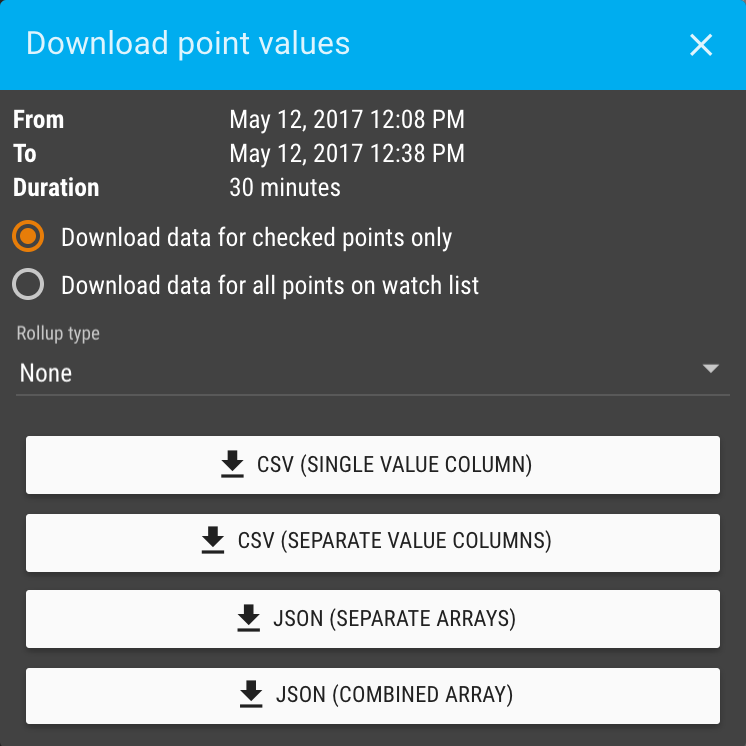 Download point values
From May 12, 2017 12:08 PM
To May 12, 2017 12:38 PM
Duration 30 minutes
Download data for checked points only
Download data for all points on watch list
Rollup type
None
CSV (SINGLE VALUE COLUMN)
CSV (SEPARATE VALUE COLUMNS)
JSON (SEPARATE ARRAYS)
JSON (COMBINED ARRAY)